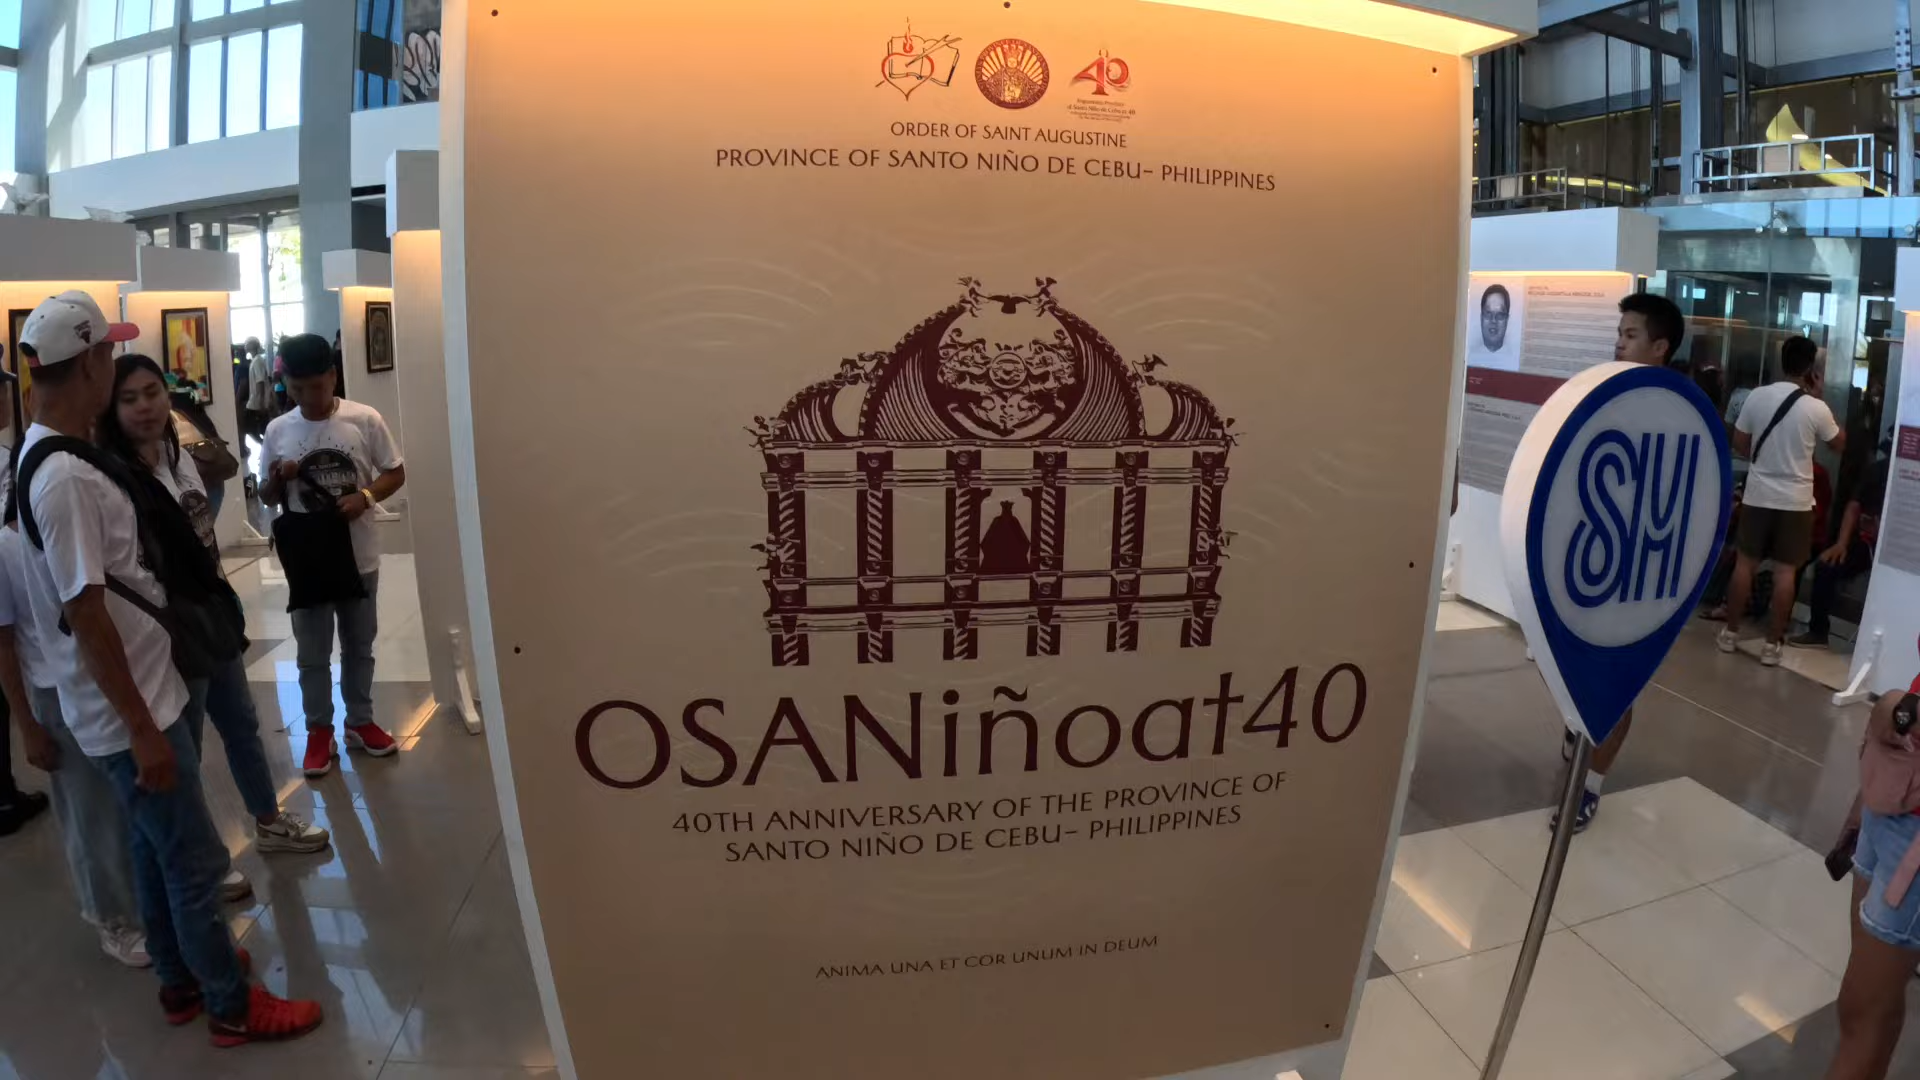 ORDER OF SAINT AUGUSTINE
PROVINCE OF SANTO NIÑO DE CEBU- PHILIPPINES
OSANiñoat40
40TH ANNIVERSARY OF THE PROVINCE OF
SANTO NIÑO DE CEBU- PHILIPPINES
ANIMA UNA ET COR UNUM IN DEUM
SM